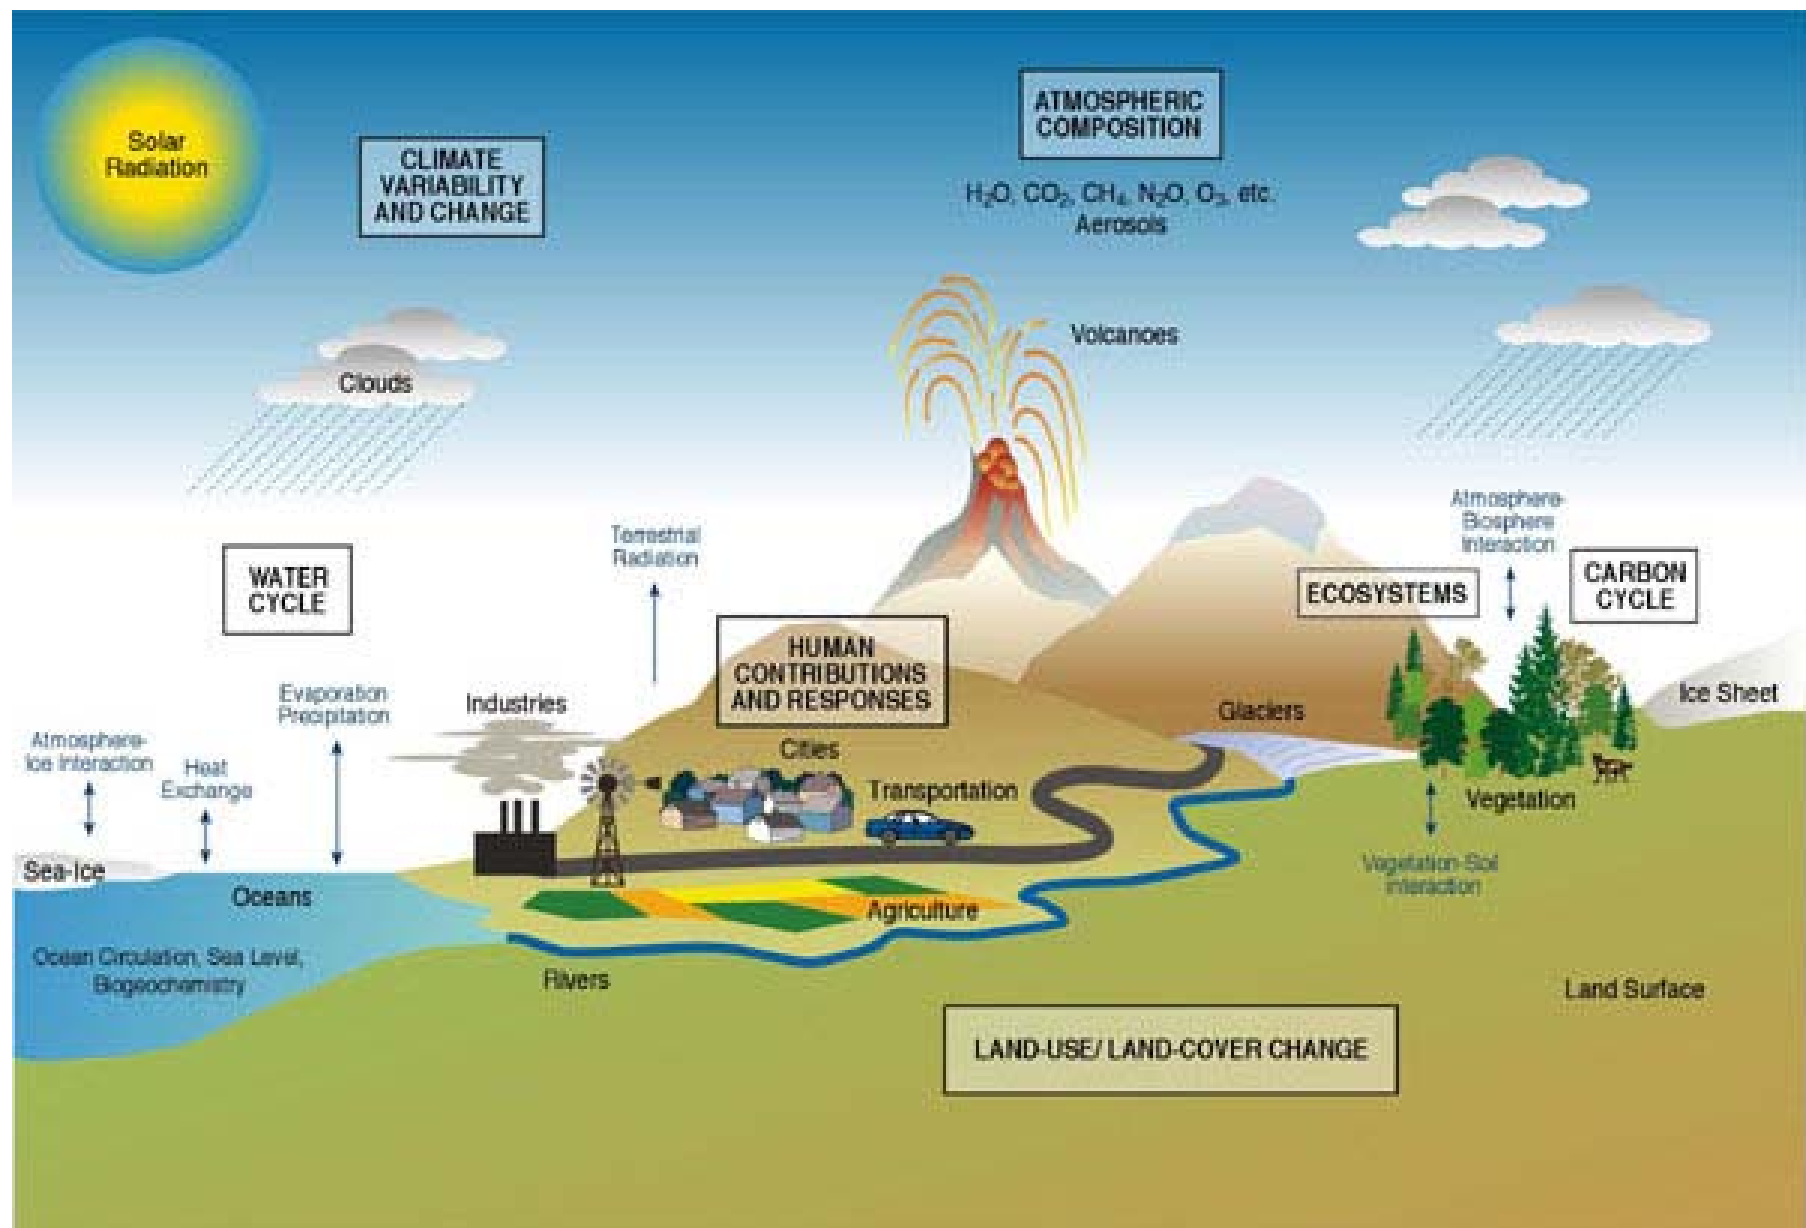 Solar
Radiation
CLIMATE
VARIABILITY
AND CHANGE
ATMOSPHERIC
COMPOSITION
H₂O, CO₂, CH₄, N₂O, O₃, etc.
Aerosols
Volcanoes
Clouds
Terrestrial
Radiation
Atmosphere-
Biosphere
Interaction
WATER
CYCLE
ECOSYSTEMS
CARBON
CYCLE
HUMAN
CONTRIBUTIONS
AND RESPONSES
Evaporation
Precipitation
Industries
Glaciers
Ice Sheet
Atmosphere-
Ice Interaction
Heat
Exchange
Cities
Transportation
Vegetation
Sea-Ice
Oceans
Agriculture
Vegetation-Soil
Interaction
Ocean Circulation, Sea Level,
Biogeochemistry
Rivers
Land Surface
LAND-USE/ LAND-COVER CHANGE